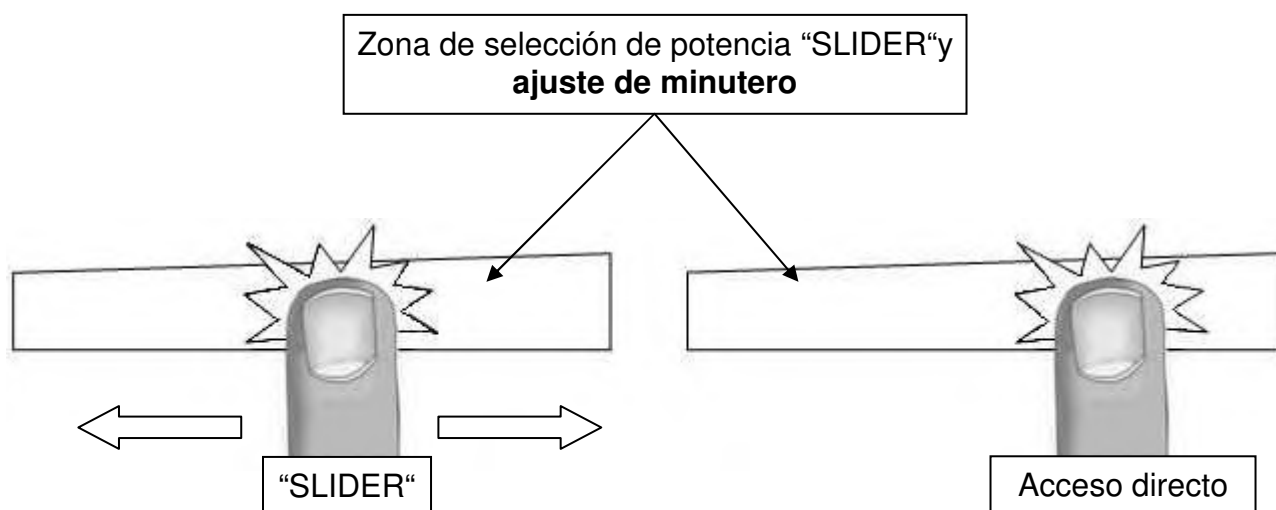 Zona de selección de potencia “SLIDER“y
ajuste de minutero
“SLIDER“
Acceso directo